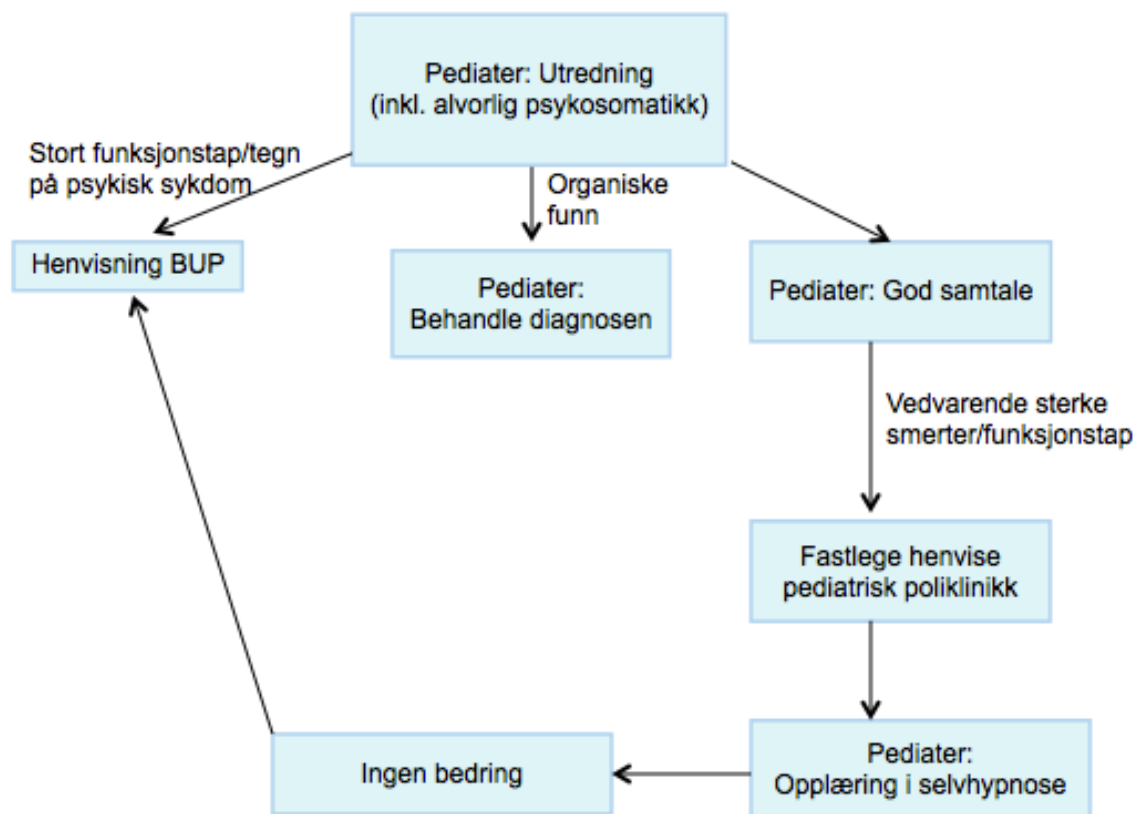 Pediater: Utredning
(inkl. alvorlig psykosomatikk)
Stort funksjonstap/tegn
på psykisk sykdom
Organiske
funn
Henvisning BUP
Pediater:
Behandle diagnosen
Pediater: God samtale
Vedvarende sterke
smerter/funksjonstap
Fastlege henvise
pediatrisk poliklinikk
Pediater:
Opplæring i selvhypnose
Ingen bedring